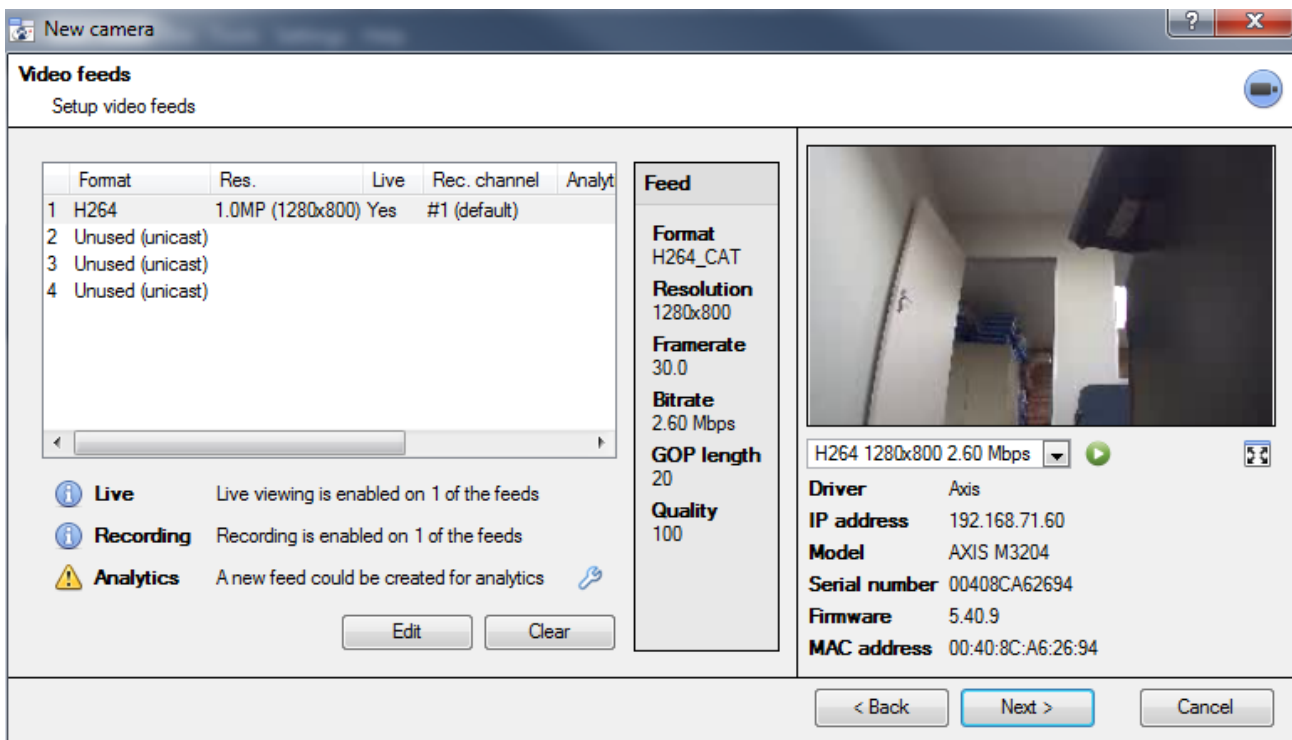 New camera
Video feeds
Setup video feeds
Format Res. Live Rec. channel Analyti
1 H264 1.0MP (1280x800) Yes #1 (default)
2 Unused (unicast)
3 Unused (unicast)
4 Unused (unicast)
Live Live viewing is enabled on 1 of the feeds
Recording Recording is enabled on 1 of the feeds
Analytics A new feed could be created for analytics
Edit Clear
Feed
Format
H264_CAT
Resolution
1280x800
Framerate
30.0
Bitrate
2.60 Mbps
GOP length
20
Quality
100
H264 1280x800 2.60 Mbps
Driver Axis
IP address 192.168.71.60
Model AXIS M3204
Serial number 00408CA62694
Firmware 5.40.9
MAC address 00:40:8C:A6:26:94
< Back Next > Cancel